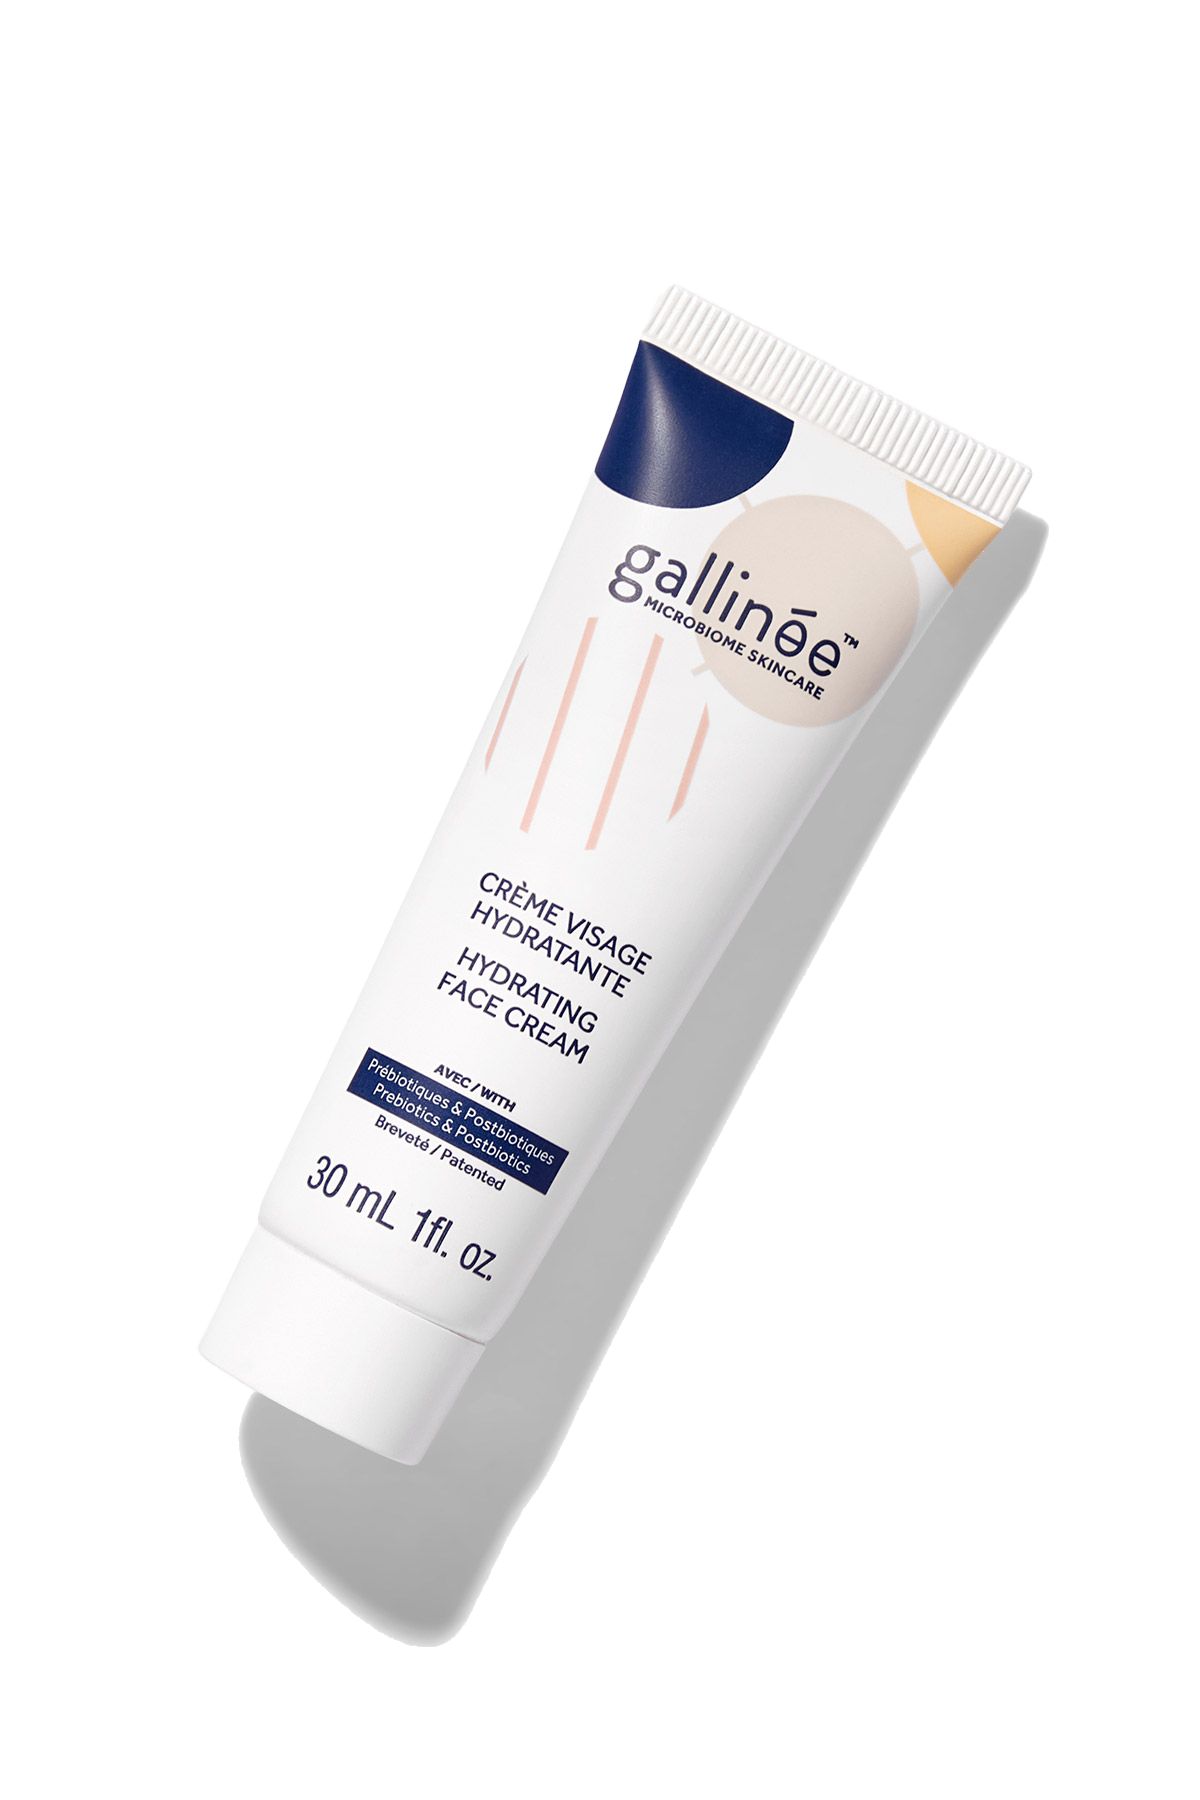 gallinée™
MICROBIOME SKINCARE
CRÈME VISAGE
HYDRATANTE
HYDRATING
FACE CREAM
AVEC / WITH
Prébiotiques & Postbiotiques
Prebiotics & Postbiotics
Breveté / Patented
30 mL 1fl. oz.